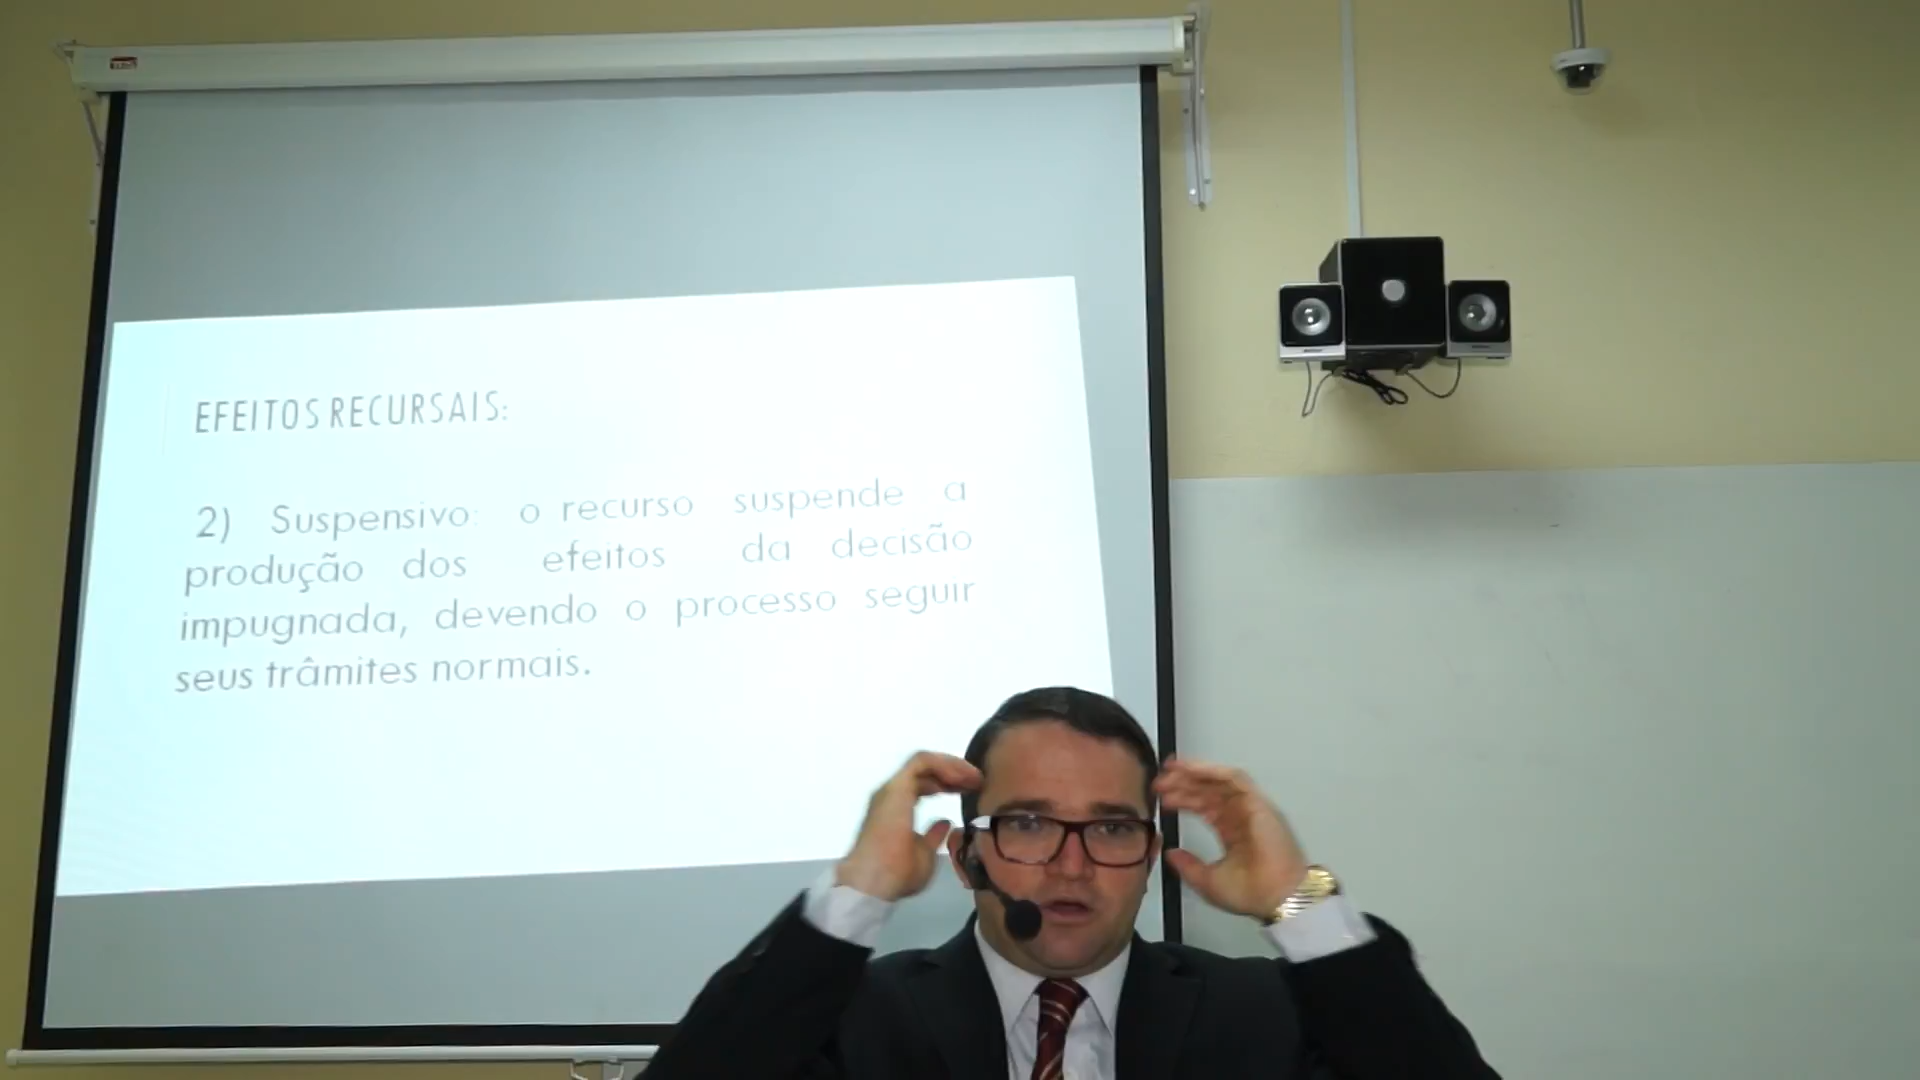 EFEITOS RECURSAIS:
2) Suspensivo: o recurso suspende a
produção dos efeitos da decisão
impugnada, devendo o processo seguir
seus trâmites normais.